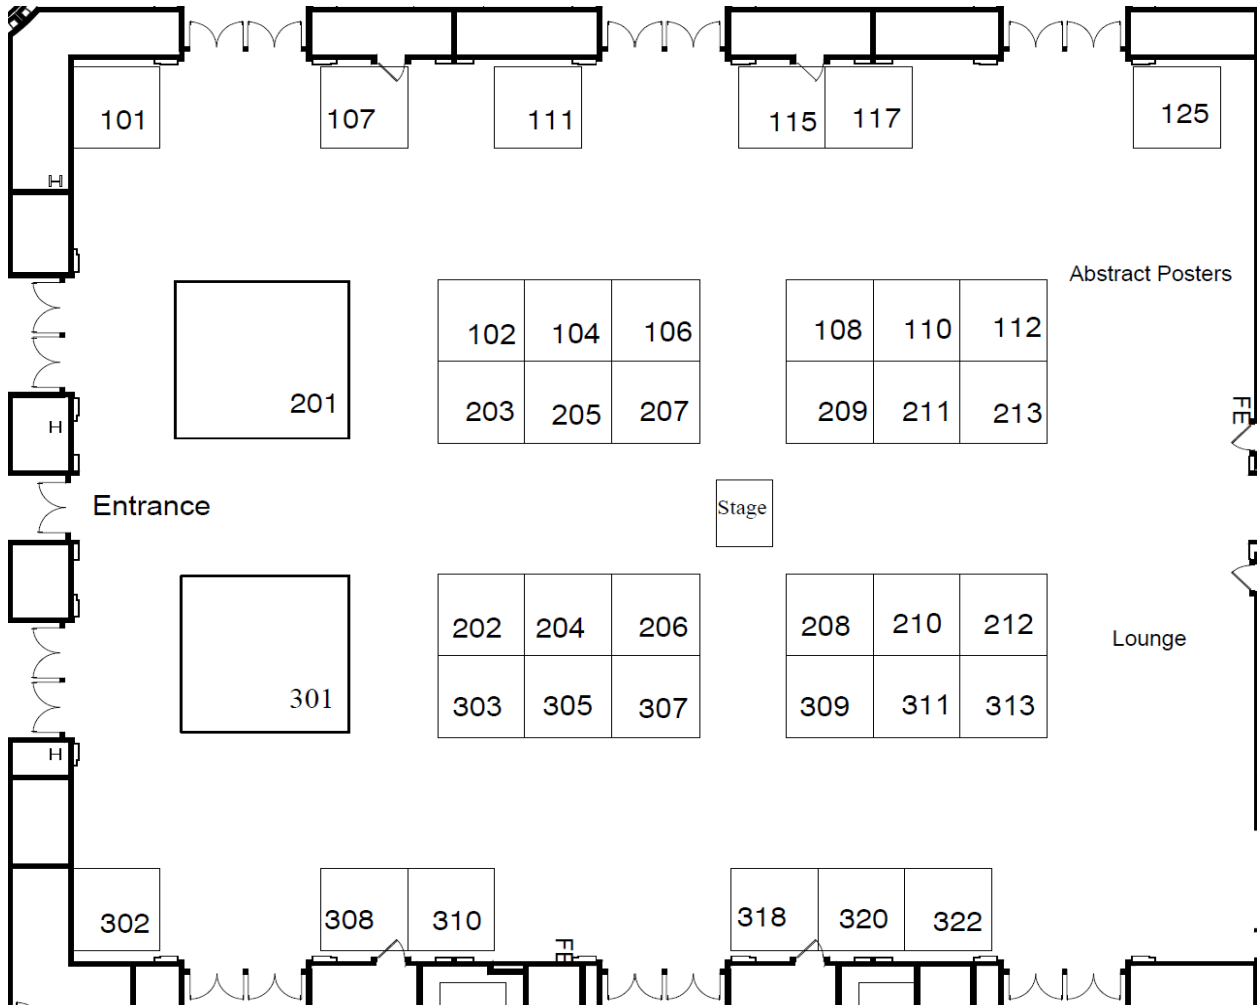 101 107 111 115 117 125
H
Abstract Posters
102 104 106 108 110 112
201 203 205 207 209 211 213
FE
H
Entrance Stage
202 204 206 208 210 212
Lounge
301 303 305 307 309 311 313
H
302 308 310 318 320 322
FE